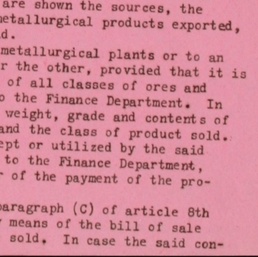 are shown the sources, the
metallurgical products exported,
d.
metallurgical plants or to an
r the other, provided that it is
of all classes of ores and
o the Finance Department. In
weight, grade and contents of
and the class of product sold.
ept or utilized by the said
to the Finance Department,
r of the payment of the pro-
paragraph (C) of article 8th
y means of the bill of sale
sold. In case the said con-